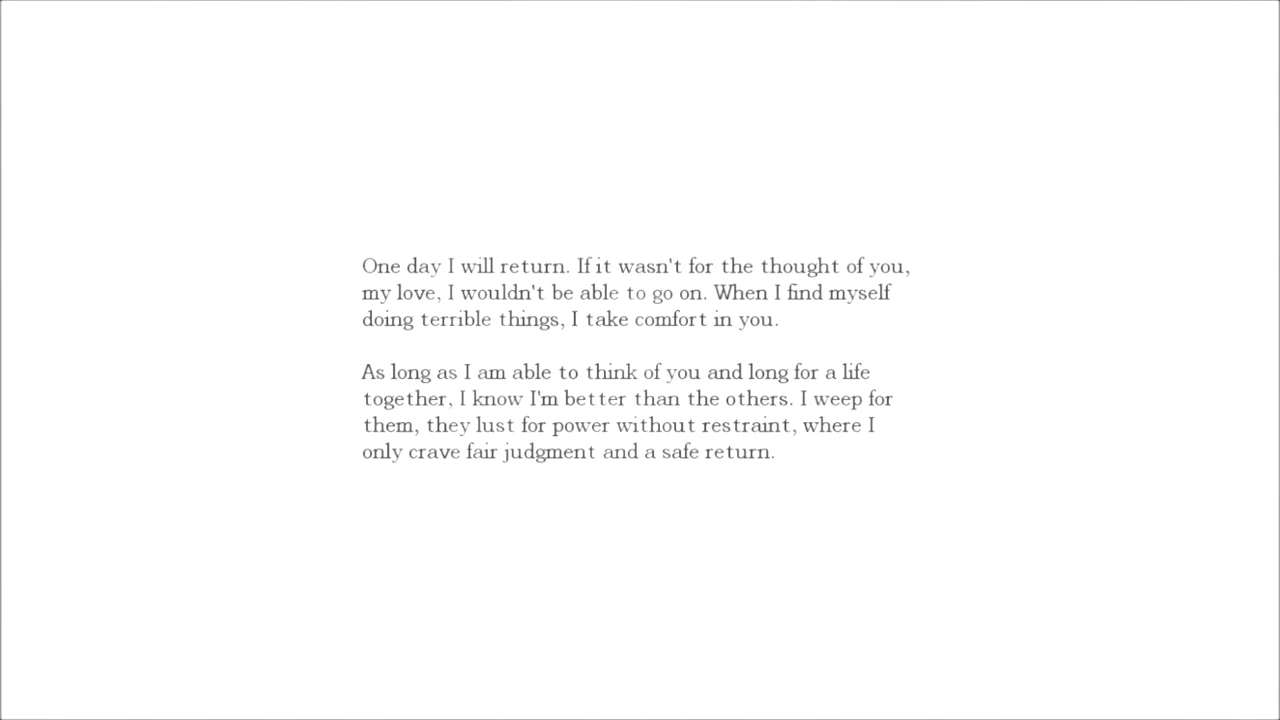 One day I will return. If it wasn't for the thought of you,
my love, I wouldn't be able to go on. When I find myself
doing terrible things, I take comfort in you.
As long as I am able to think of you and long for a life
together, I know I'm better than the others. I weep for
them, they lust for power without restraint, where I
only crave fair judgment and a safe return.